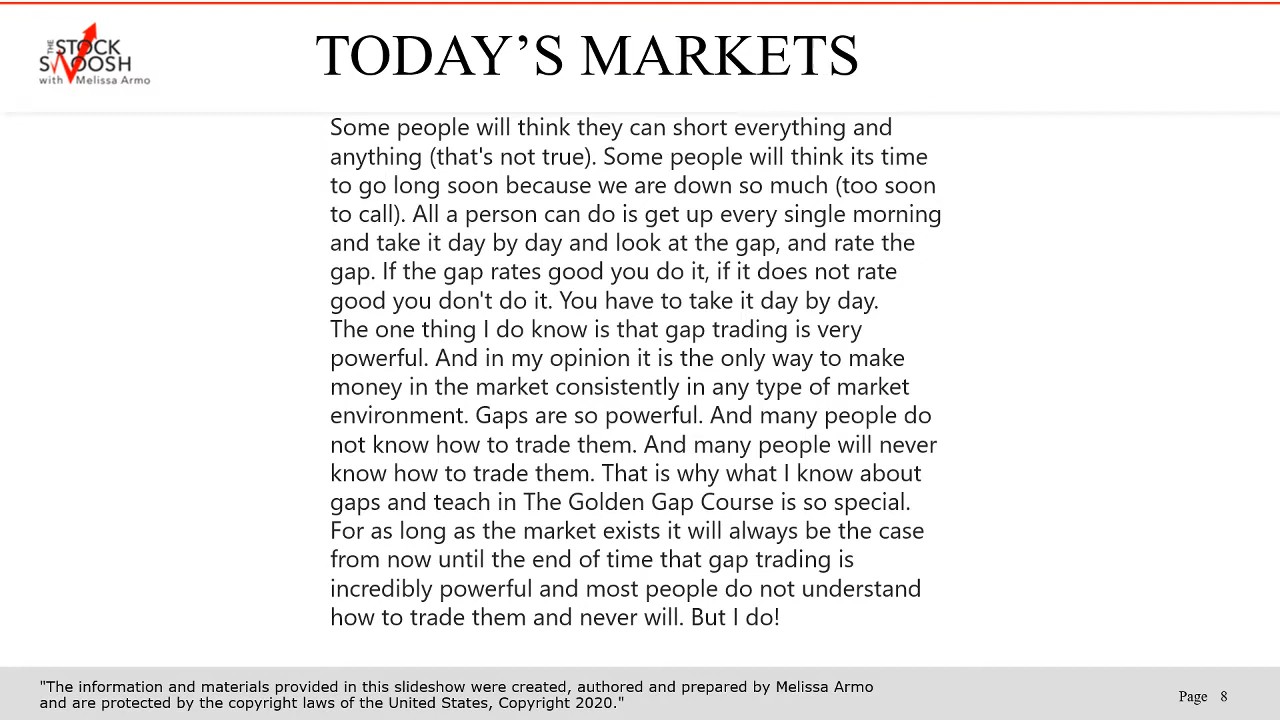 THE
STOCK
SWOOSH
with Melissa Armo
TODAY'S MARKETS
Some people will think they can short everything and
anything (that's not true). Some people will think its time
to go long soon because we are down so much (too soon
to call). All a person can do is get up every single morning
and take it day by day and look at the gap, and rate the
gap. If the gap rates good you do it, if it does not rate
good you don't do it. You have to take it day by day.
The one thing I do know is that gap trading is very
powerful. And in my opinion it is the only way to make
money in the market consistently in any type of market
environment. Gaps are so powerful. And many people do
not know how to trade them. And many people will never
know how to trade them. That is why what I know about
gaps and teach in The Golden Gap Course is so special.
For as long as the market exists it will always be the case
from now until the end of time that gap trading is
incredibly powerful and most people do not understand
how to trade them and never will. But I do!
"The information and materials provided in this slideshow were created, authored and prepared by Melissa Armo
and are protected by the copyright laws of the United States, Copyright 2020."
Page 8